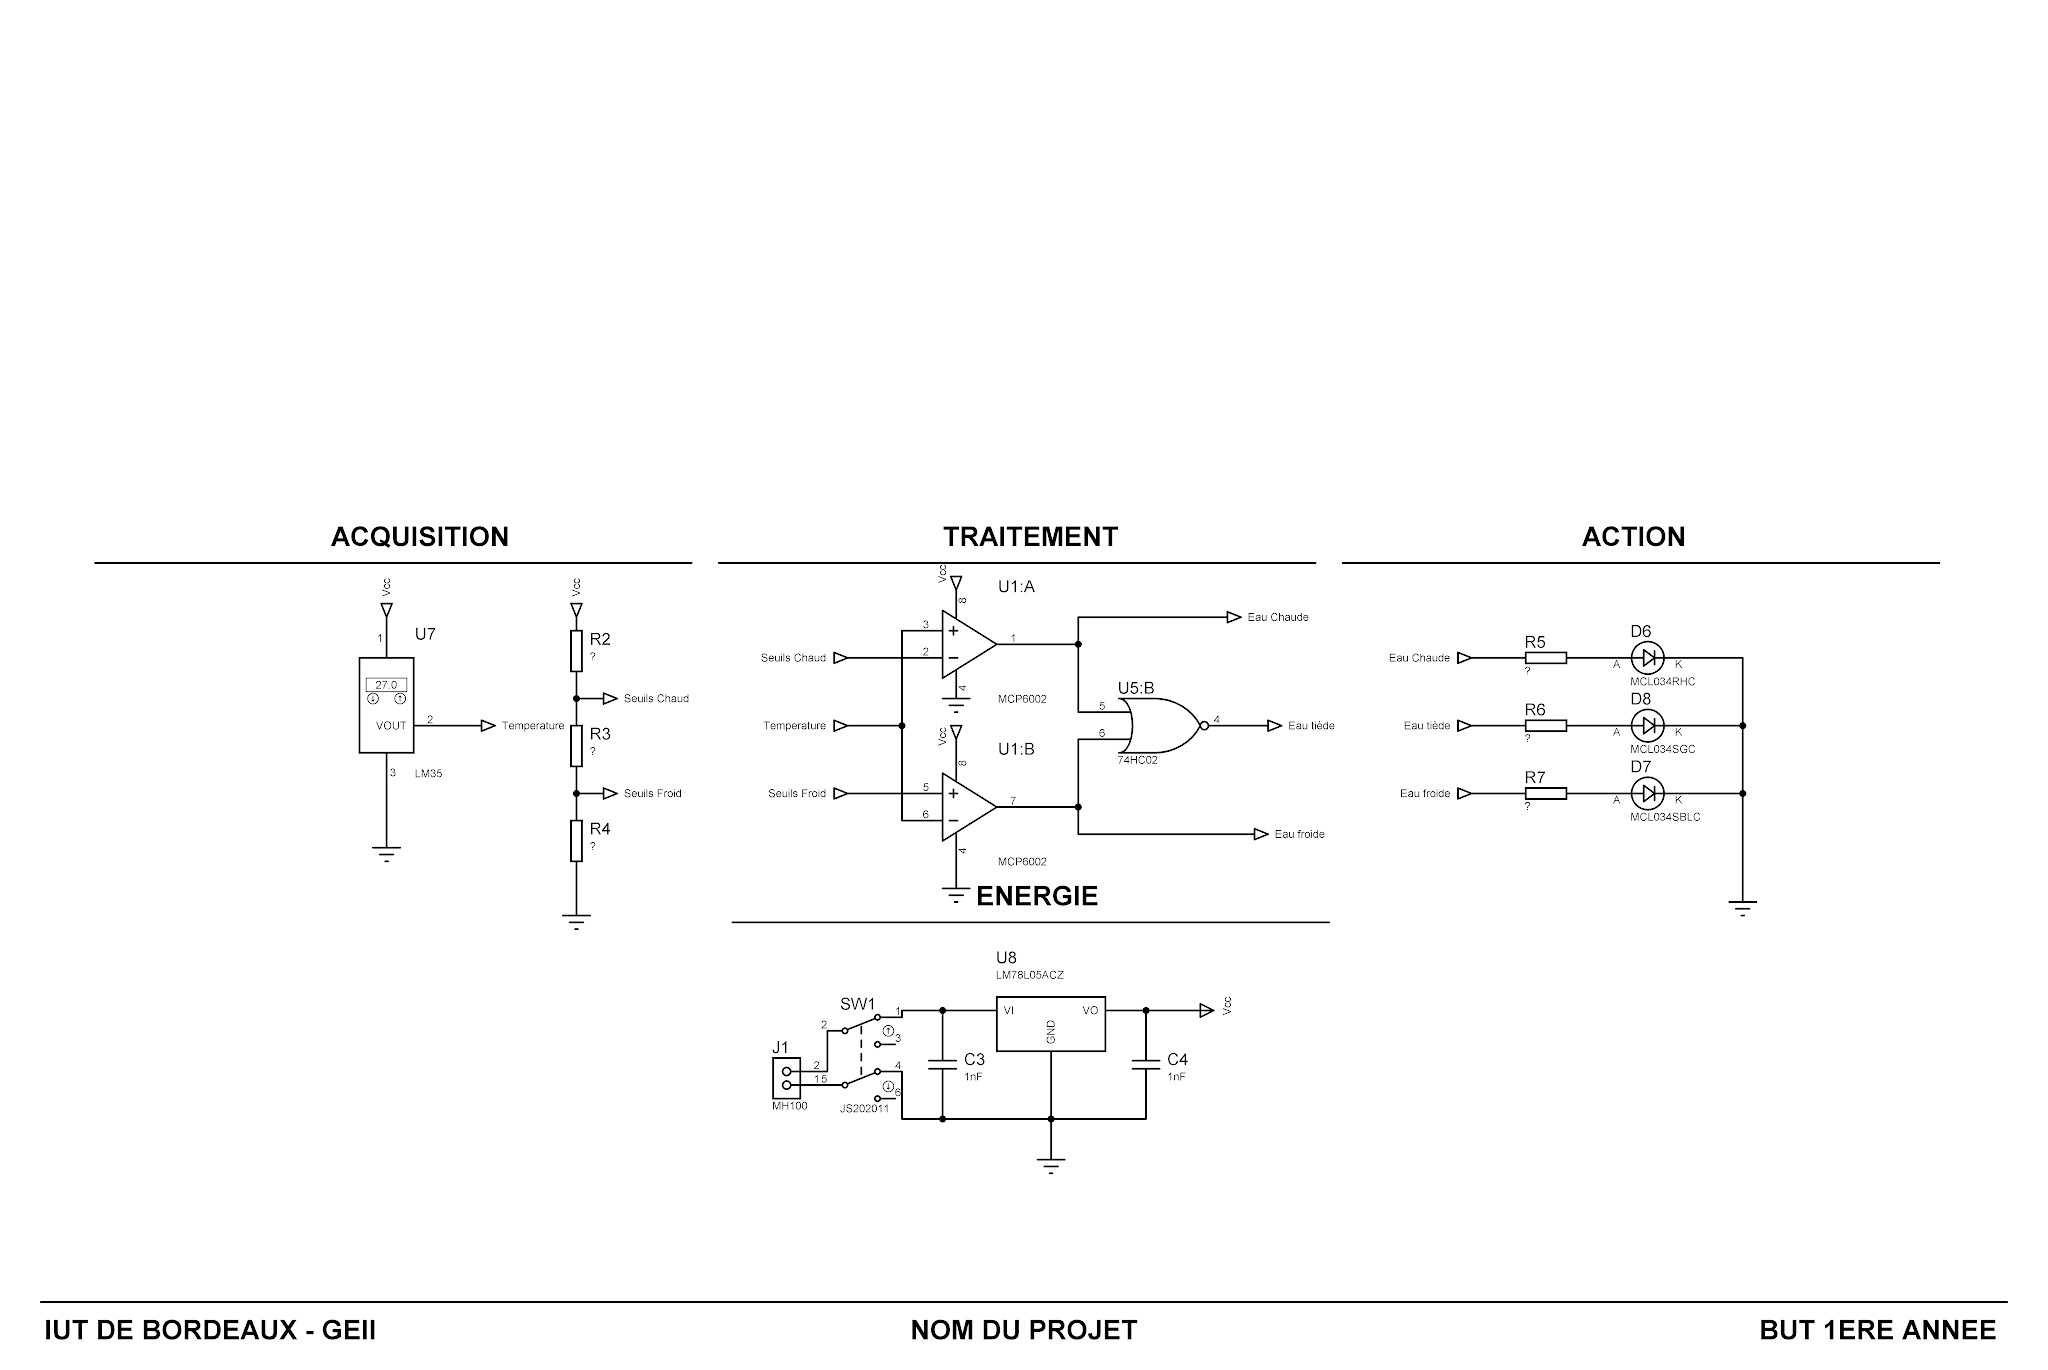 ACQUISITION
Vcc
1
U7
27.0
VOUT
2
Temperature
3
LM35
Vcc
R2
?
Seuils Chaud
R3
?
Seuils Froid
R4
?
TRAITEMENT
Vcc
8
U1:A
3
2
1
4
MCP6002
Seuils Chaud
Temperature
Seuils Froid
Vcc
8
U1:B
5
6
7
4
MCP6002
Eau Chaude
U5:B
5
6
4
74HC02
Eau tiède
Eau froide
ACTION
Eau Chaude
R5
?
D6
A
K
MCL034RHC
Eau tiède
R6
?
D8
A
K
MCL034SGC
Eau froide
R7
?
D7
A
K
MCL034SBLC
ENERGIE
U8
LM78L05ACZ
VI
VO
GND
Vcc
SW1
2
1
3
4
6
J1
2
1 5
MH100
JS202011
C3
1nF
C4
1nF
IUT DE BORDEAUX - GEII
NOM DU PROJET
BUT 1ERE ANNEE